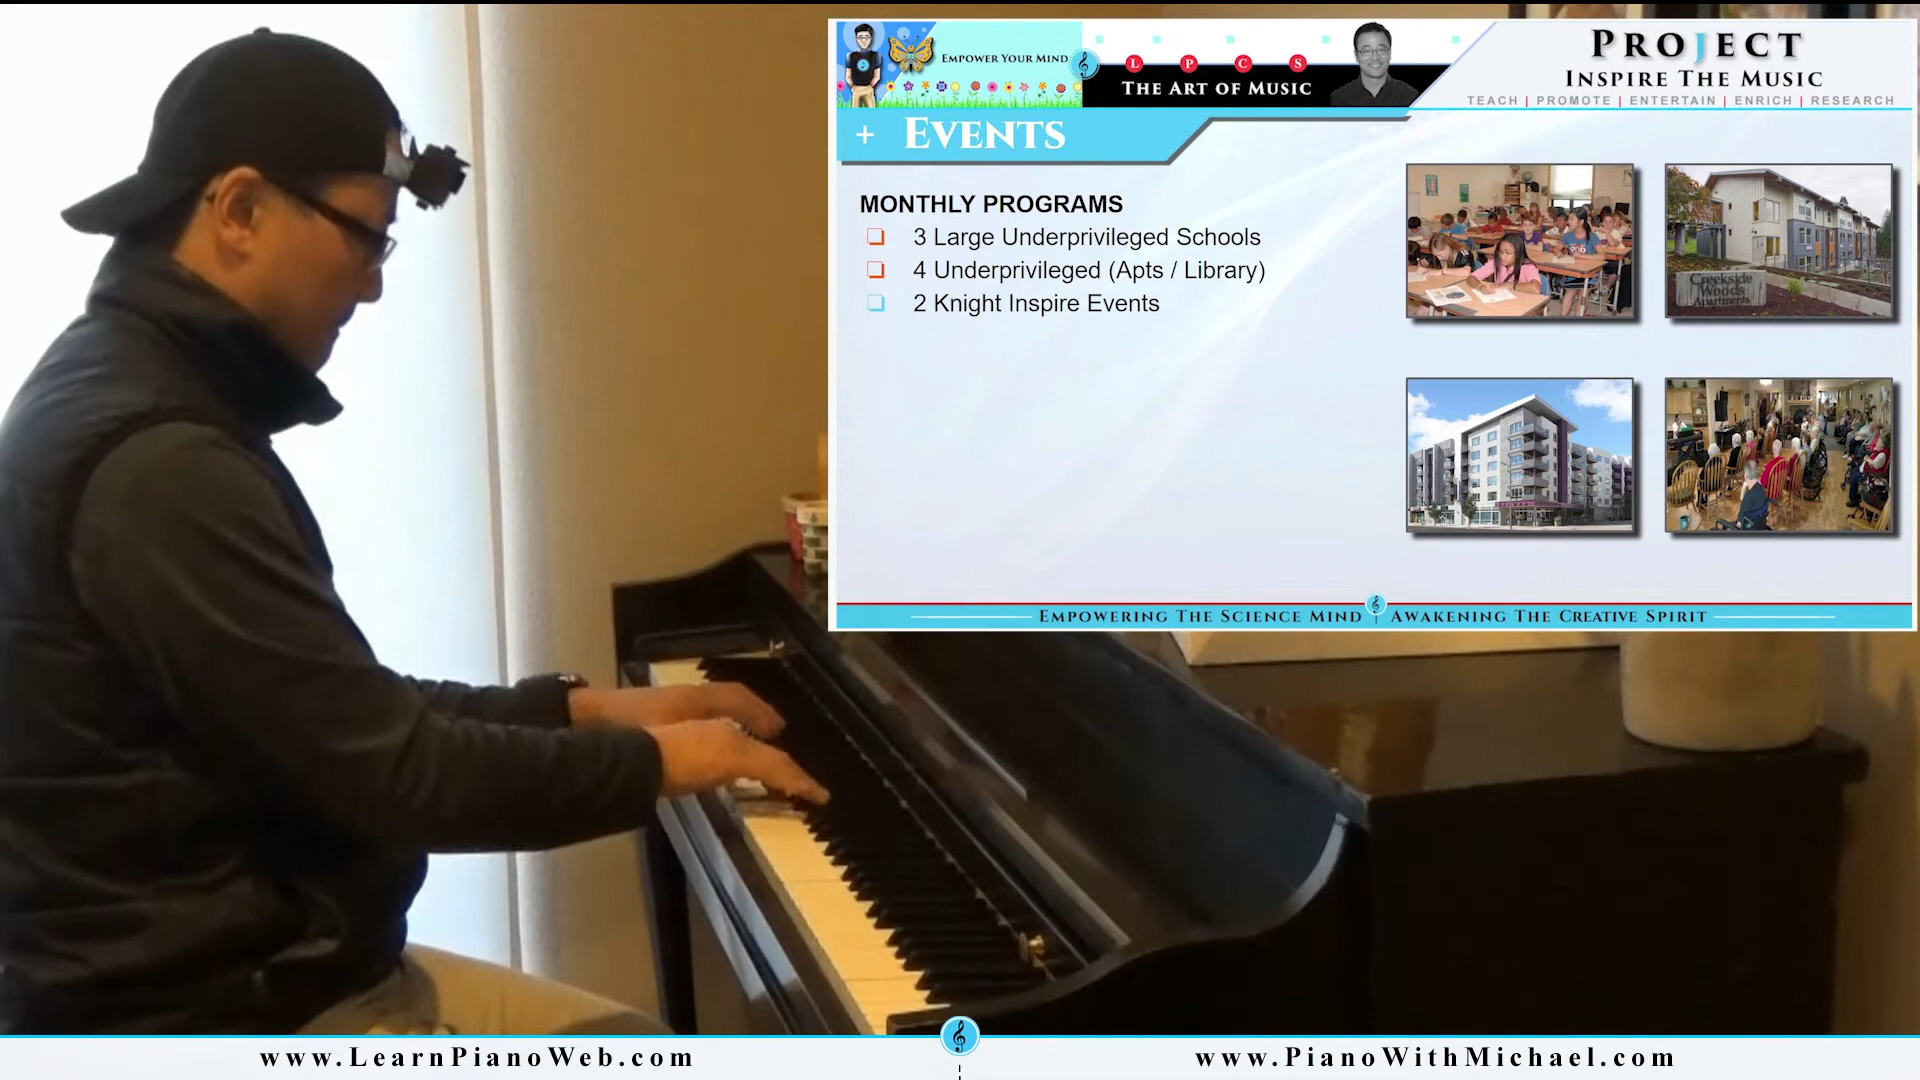 EMPOWER YOUR MIND
L P C S
THE ART OF MUSIC
PROJECT
INSPIRE THE MUSIC
TEACH | PROMOTE | ENTERTAIN | ENRICH | RESEARCH
+ EVENTS
MONTHLY PROGRAMS
3 Large Underprivileged Schools
4 Underprivileged (Apts / Library)
2 Knight Inspire Events
Creekside
Woods
Apartments
EMPOWERING THE SCIENCE MIND AWAKENING THE CREATIVE SPIRIT
www.LearnPianoWeb.com
www.PianoWithMichael.com